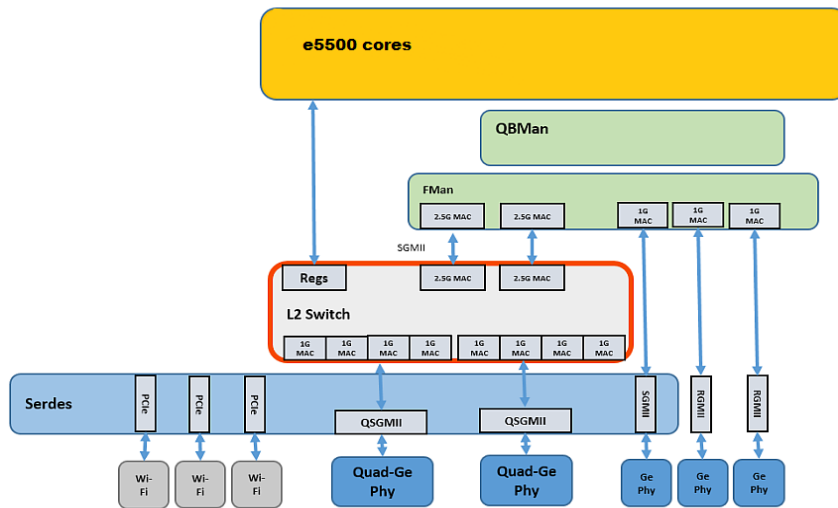 e5500 cores
QBMan
FMan
2.5G MAC
2.5G MAC
1G
MAC
1G
MAC
1G
MAC
SGMII
Regs
2.5G MAC
2.5G MAC
L2 Switch
1G
MAC
1G
MAC
1G
MAC
1G
MAC
1G
MAC
1G
MAC
1G
MAC
1G
MAC
Serdes
PCIe
PCIe
PCIe
QSGMII
QSGMII
SGMII
RGMII
RGMII
Wi-
Fi
Wi-
Fi
Wi-
Fi
Quad-Ge
Phy
Quad-Ge
Phy
Ge
Phy
Ge
Phy
Ge
Phy